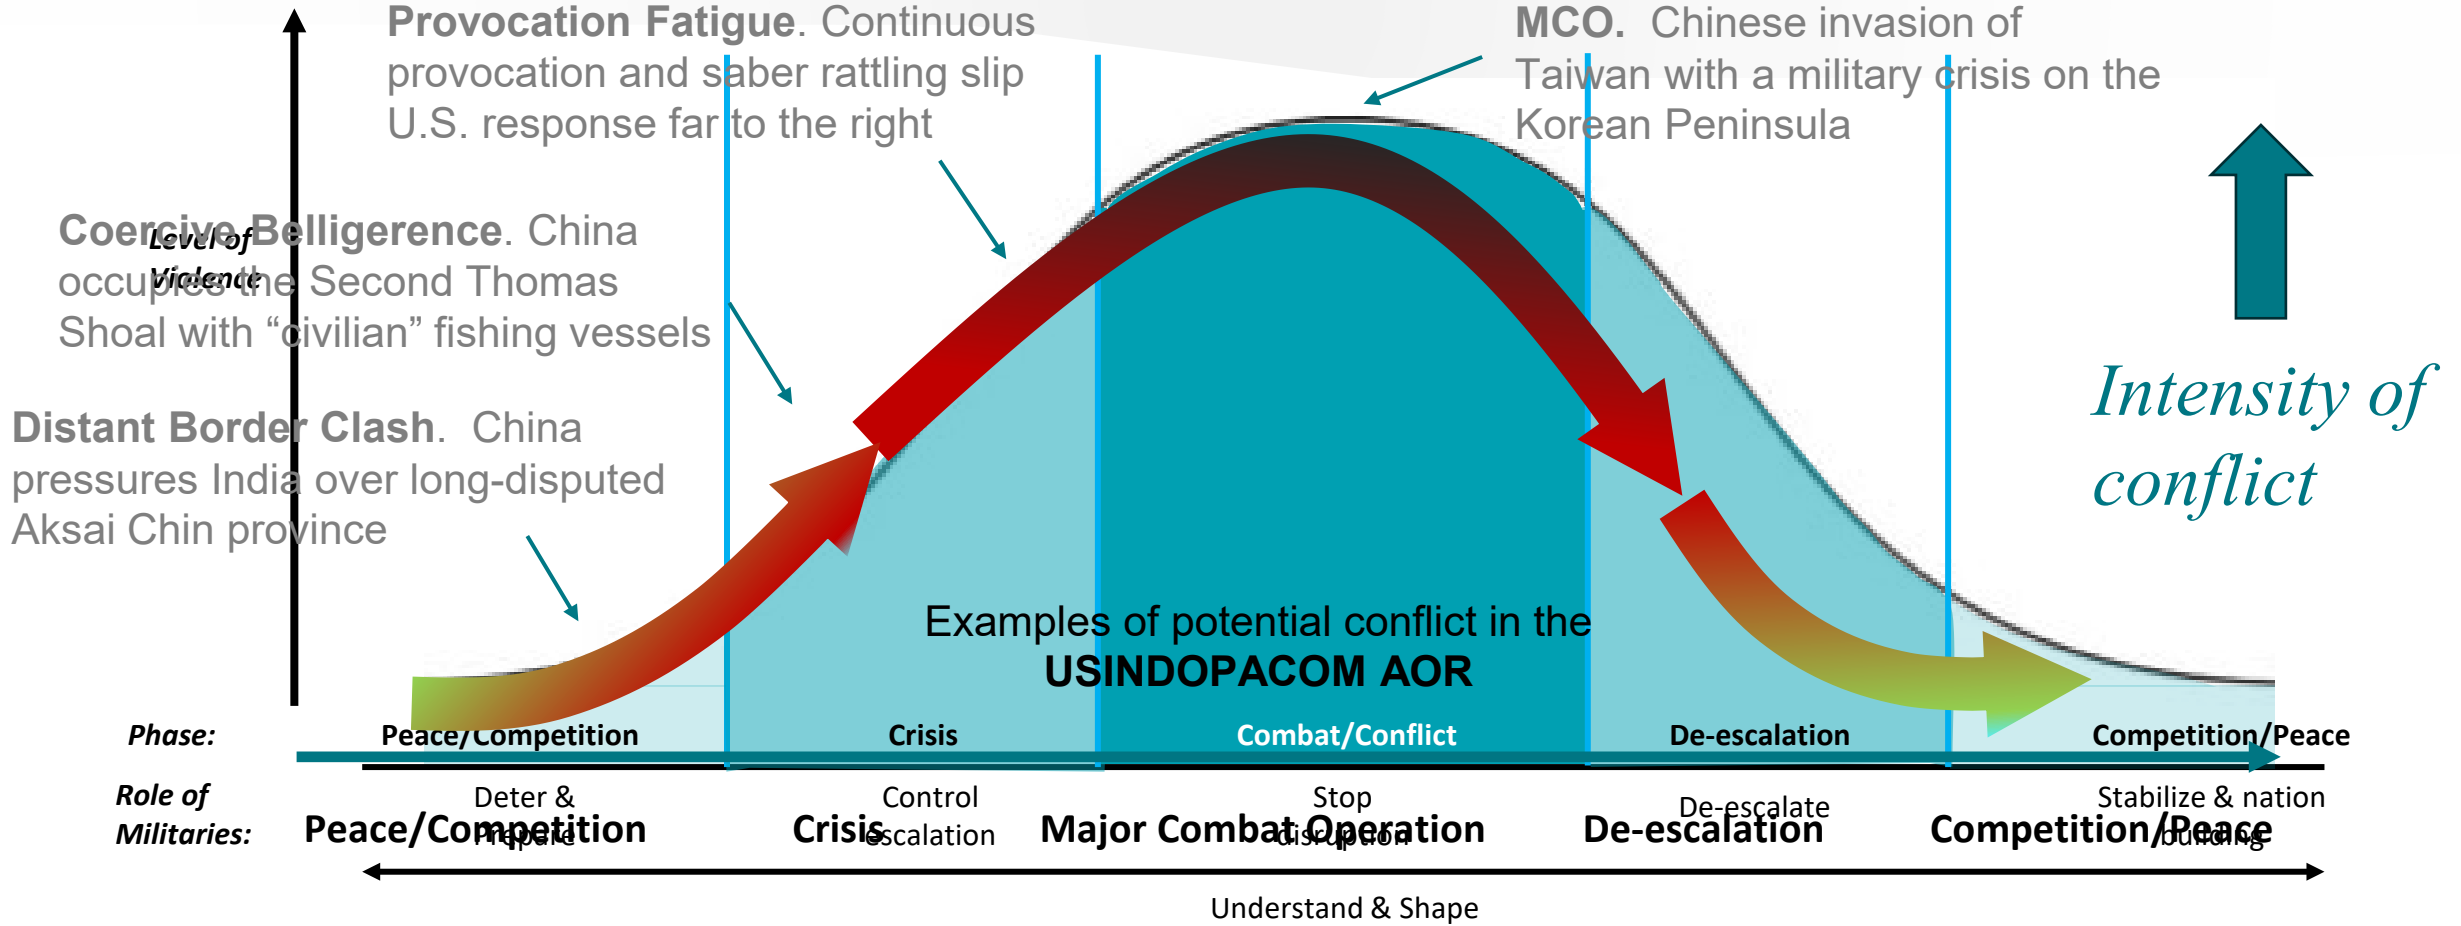 Provocation Fatigue. Continuous
provocation and saber rattling slip
U.S. response far to the right
MCO.  Chinese invasion of
Taiwan with a military crisis on the
Korean Peninsula
Coercive Belligerence. China
occupies the Second Thomas
Shoal with “civilian” fishing vessels
Level of
Violence
Distant Border Clash.  China
pressures India over long-disputed
Aksai Chin province
Intensity of
conflict
Examples of potential conflict in the
USINDOPACOM AOR
Phase:
Peace/Competition
Crisis
Combat/Conflict
De-escalation
Competition/Peace
Role of
Militaries:
Deter &
Prepare
Control
escalation
Stop
disruption
De-escalate
Stabilize & nation
building
Peace/Competition
Crisis
Major Combat Operation
De-escalation
Competition/Peace
Understand & Shape